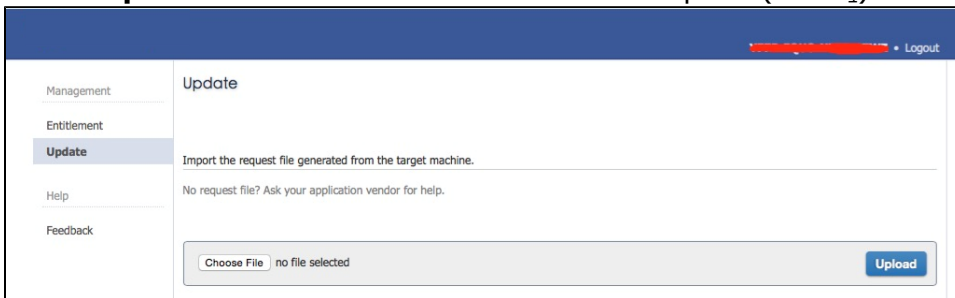 • Logout
Management
Update
Entitlement
Update
Import the request file generated from the target machine.
Help
No request file? Ask your application vendor for help.
Feedback
Choose File no file selected
Upload